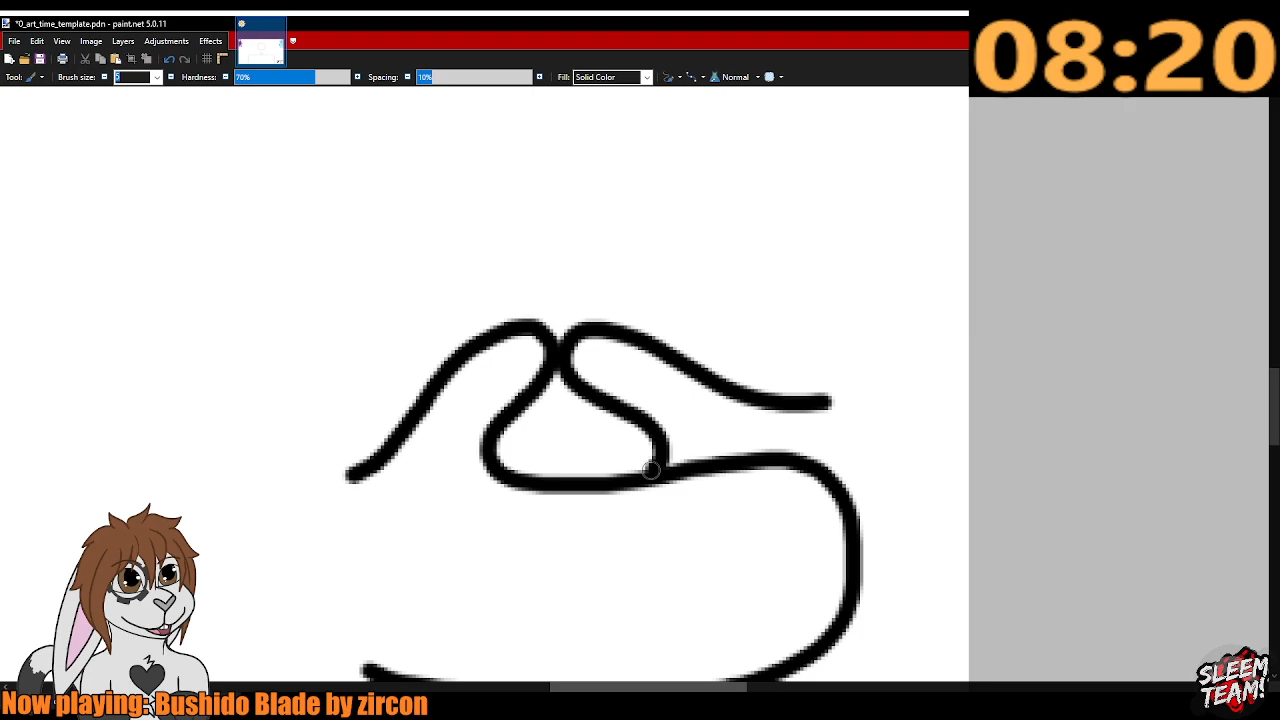 *0_art_time_template.pdn - paint.net 5.0.11
08:20
File Edit View Image Layers Adjustments Effects
Tool: Brush size: 5 Hardness: 70% Spacing: 10% Fill: Solid Color Normal
SLEEM
TEAM!
Now playing: Bushido Blade by zircon